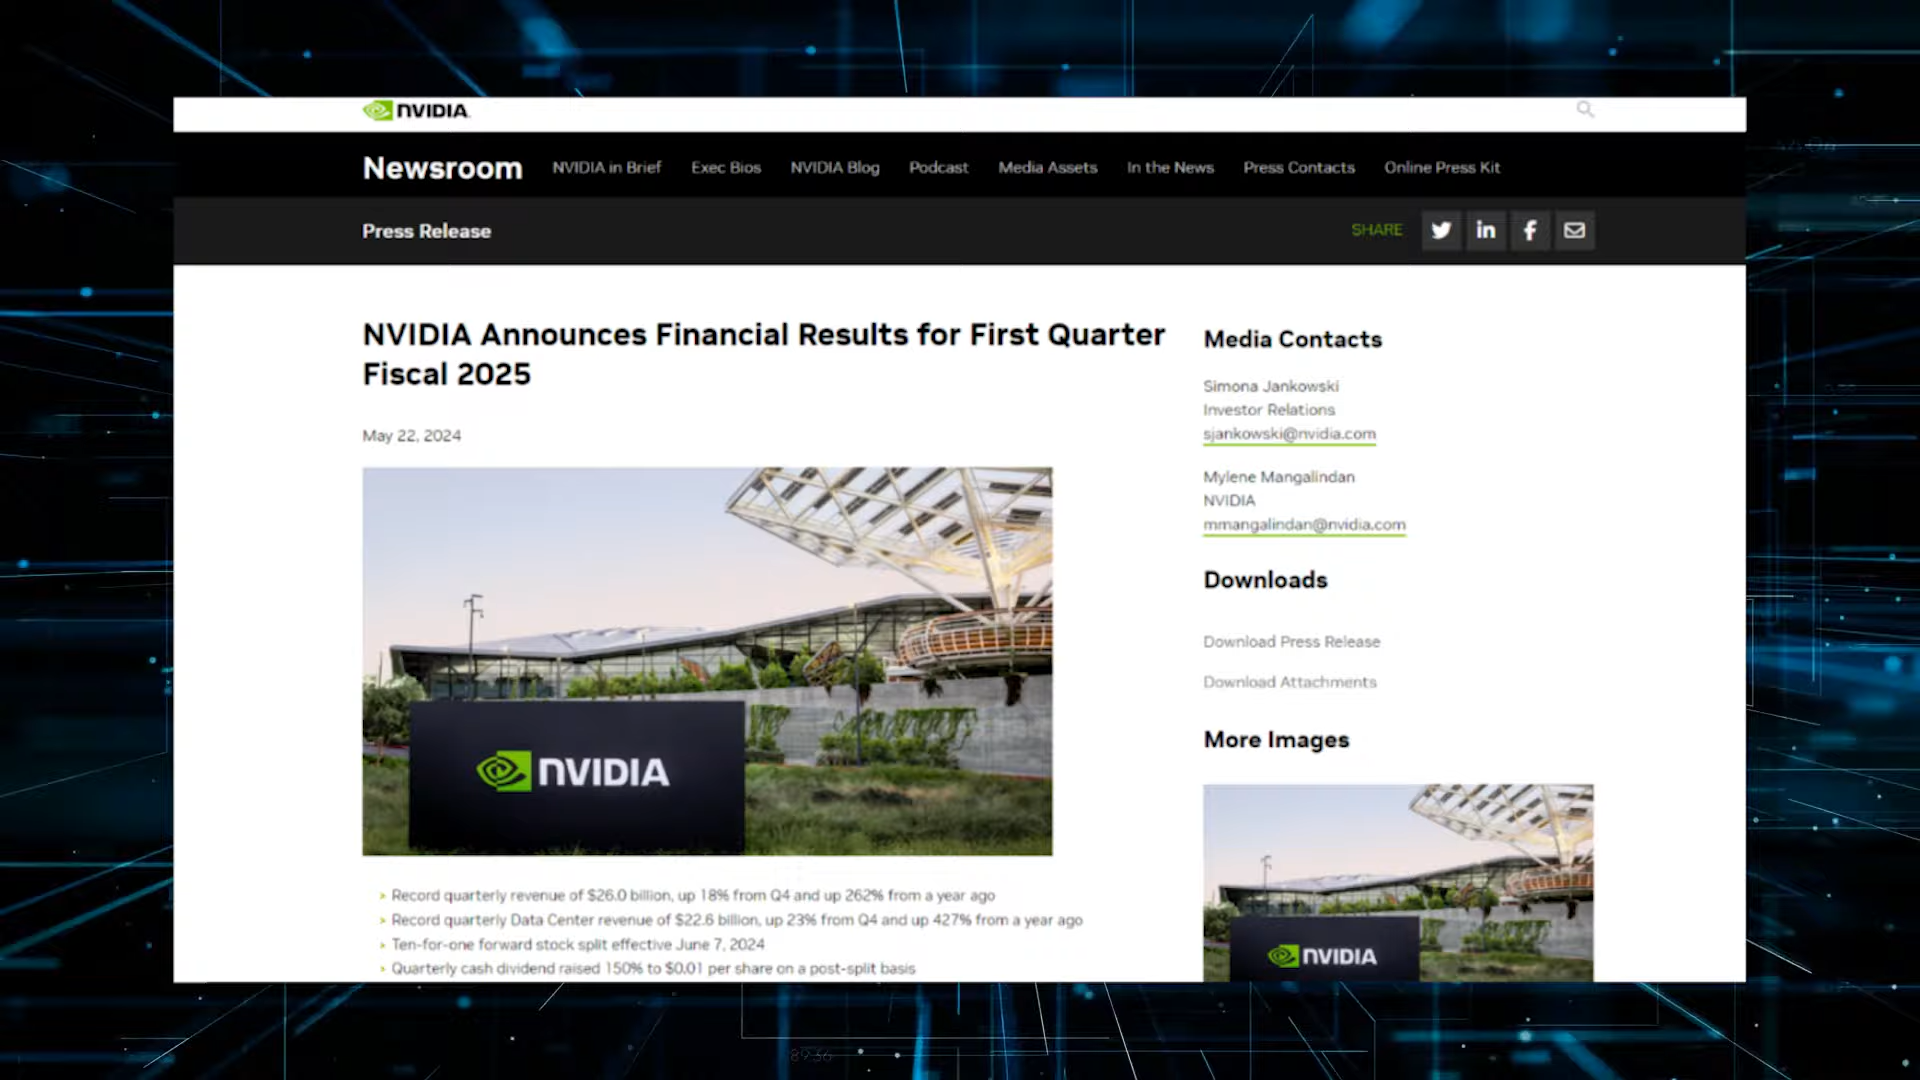 NVIDIA
Newsroom
NVIDIA in Brief
Exec Bios
NVIDIA Blog
Podcast
Media Assets
In the News
Press Contacts
Online Press Kit
Press Release
SHARE
NVIDIA Announces Financial Results for First Quarter
Fiscal 2025
May 22, 2024
NVIDIA
> Record quarterly revenue of $26.0 billion, up 18% from Q4 and up 262% from a year ago
> Record quarterly Data Center revenue of $22.6 billion, up 23% from Q4 and up 427% from a year ago
> Ten-for-one forward stock split effective June 7, 2024
> Quarterly cash dividend raised 150% to $0.01 per share on a post-split basis
Media Contacts
Simona Jankowski
Investor Relations
sjankowski@nvidia.com
Mylene Mangalindan
NVIDIA
mmangalindan@nvidia.com
Downloads
Download Press Release
Download Attachments
More Images
NVIDIA